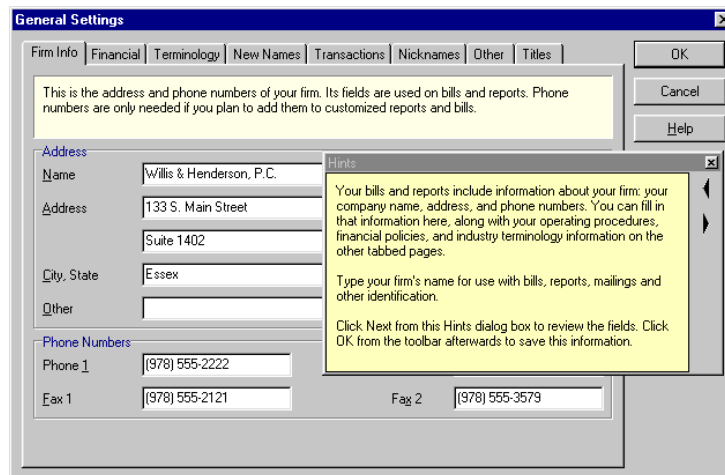 General Settings
Firm Info Financial Terminology New Names Transactions Nicknames Other Titles
OK
Cancel
Help
This is the address and phone numbers of your firm. Its fields are used on bills and reports. Phone
numbers are only needed if you plan to add them to customized reports and bills.
Address
Name Willis & Henderson, P.C.
Address 133 S. Main Street
Suite 1402
City, State Essex
Other
Hints
Your bills and reports include information about your firm: your
company name, address, and phone numbers. You can fill in
that information here, along with your operating procedures,
financial policies, and industry terminology information on the
other tabbed pages.
Type your firm's name for use with bills, reports, mailings and
other identification.
Click Next from this Hints dialog box to review the fields. Click
OK from the toolbar afterwards to save this information.
Phone Numbers
Phone 1 (978) 555-2222
Fax 1 (978) 555-2121 Fax 2 (978) 555-3579